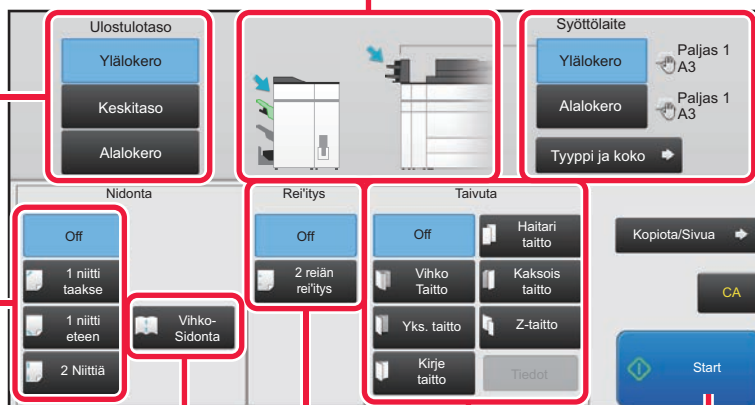 Ulostulotaso
Ylälokero
Keskitaso
Alalokero
Syöttölaite
Ylälokero
Paljas 1
A3
Alalokero
Paljas 1
A3
Tyyppi ja koko
Nidonta
Off
1 niitti
taakse
1 niitti
eteen
2 Niittiä
Vihko-
Sidonta
Rei'itys
Off
2 reiän
rei'itys
Taivuta
Off
Haitari
taitto
Vihko
Taitto
Kaksois
taitto
Yks. taitto
Z-taitto
Kirje
taitto
Tiedot
Kopiota/Sivua
CA
Start